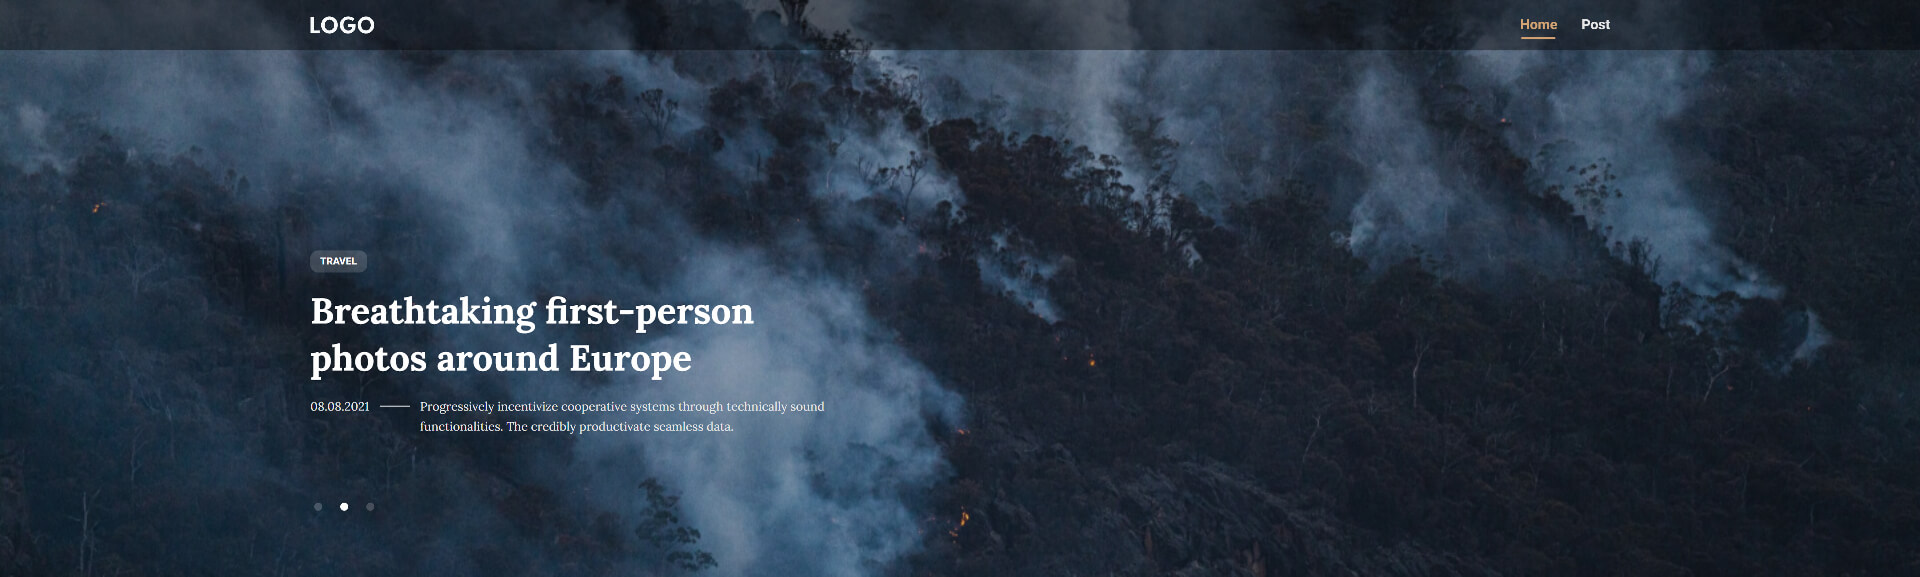 LOGO
Home
Post
TRAVEL
Breathtaking first-person
photos around Europe
08.08.2021
Progressively incentivize cooperative systems through technically sound
functionalities. The credibly productivate seamless data.